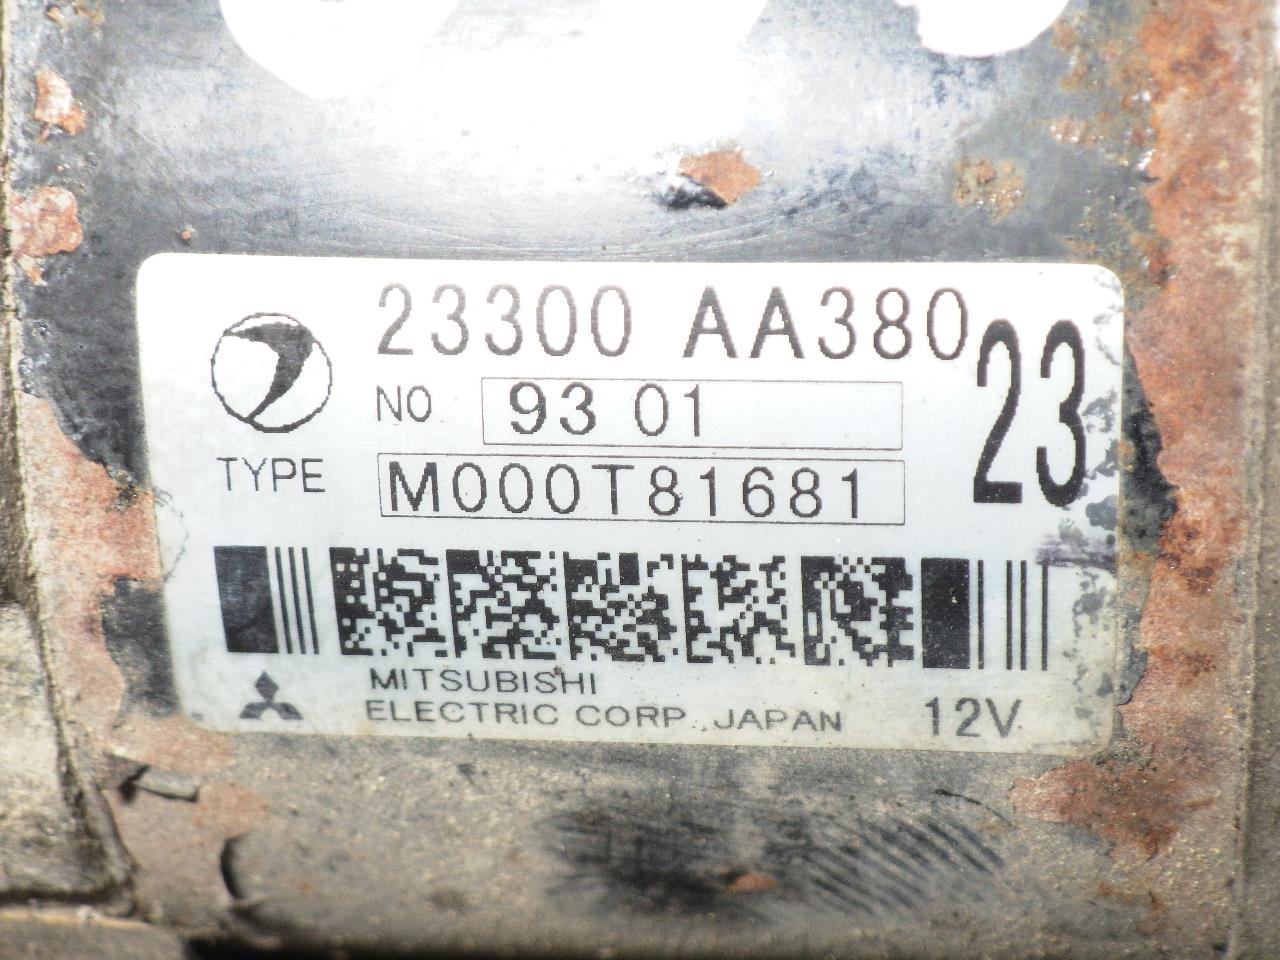 23300 AA380
23
NO 93 01
TYPE M000T81681
MITSUBISHI
ELECTRIC CORP., JAPAN 12V